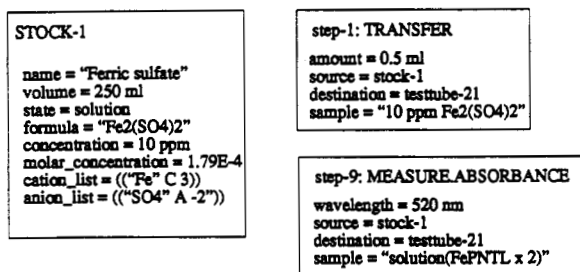 STOCK-1
name = “Ferric sulfate”
volume = 250 ml
state = solution
formula = “Fe2(SO4)2”
concentration = 10 ppm
molar_concentration = 1.79E-4
cation_list = ((“Fe” C 3))
anion_list = ((“SO4” A -2”))
step-1: TRANSFER
amount = 0.5 ml
source = stock-1
destination = testtube-21
sample = “10 ppm Fe2(SO4)2”
step-9: MEASURE.ABSORBANCE
wavelength = 520 nm
source = stock-1
destination = testtube-21
sample = “solution(FePNTL x 2)”